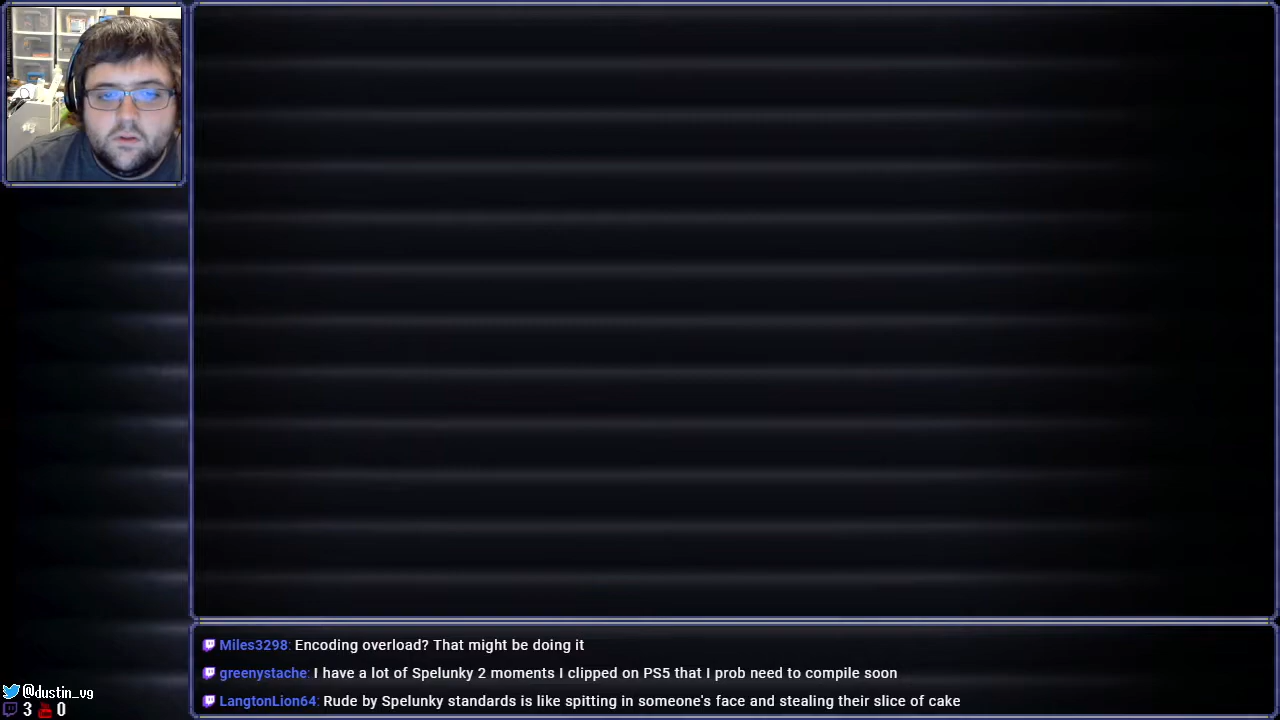 Miles3298: Encoding overload? That might be doing it
greenystache: I have a lot of Spelunky 2 moments I clipped on PS5 that I prob need to compile soon
LangtonLion64: Rude by Spelunky stanrards is like spitting in someone's face and stealing their slice of cake
@dustin_vg
3 0